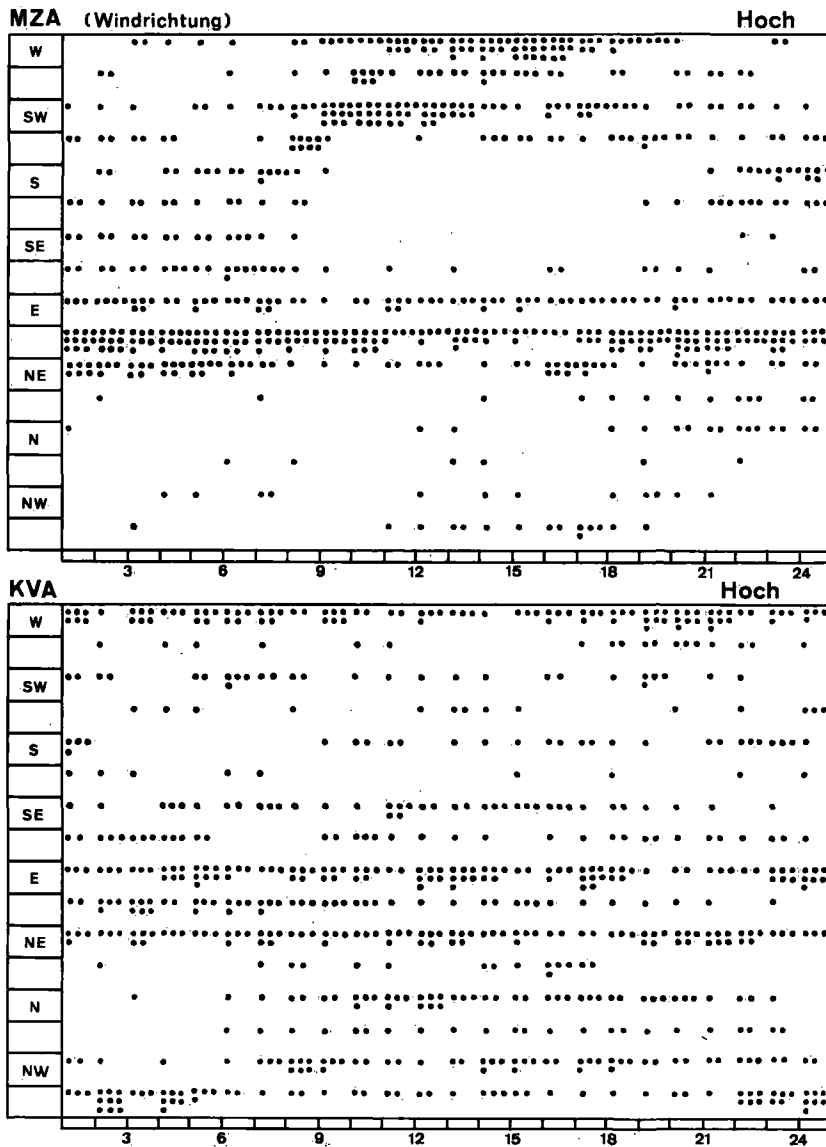 MZA (Windrichtung) Hoch
W
SW
S
SE
E
NE
N
NW
3 6 9 12 15 18 21 24
KVA Hoch
W
SW
S
SE
E
NE
N
NW
3 6 9 12 15 18 21 24